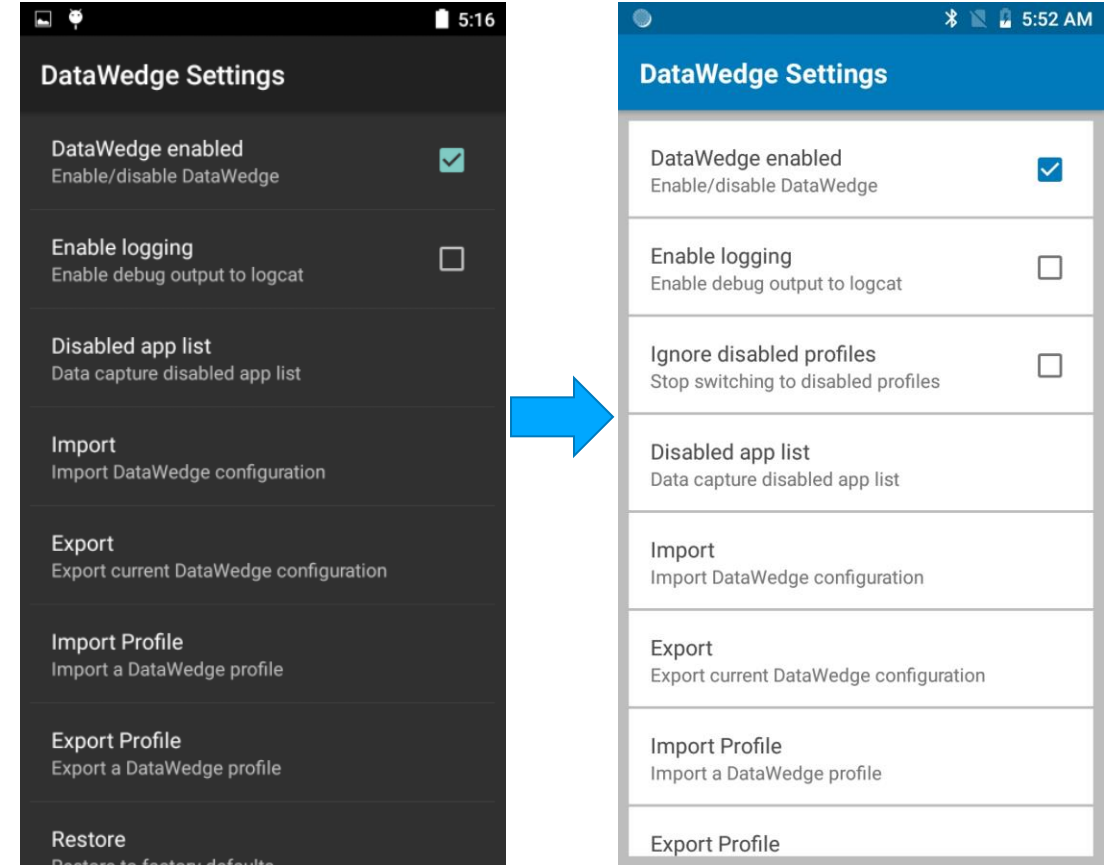 5:16
DataWedge Settings
DataWedge enabled
Enable/disable DataWedge
Enable logging
Enable debug output to logcat
Disabled app list
Data capture disabled app list
Import
Import DataWedge configuration
Export
Export current DataWedge configuration
Import Profile
Import a DataWedge profile
Export Profile
Export a DataWedge profile
Restore
Restore to factory defaults
5:52 AM
DataWedge Settings
DataWedge enabled
Enable/disable DataWedge
Enable logging
Enable debug output to logcat
Ignore disabled profiles
Stop switching to disabled profiles
Disabled app list
Data capture disabled app list
Import
Import DataWedge configuration
Export
Export current DataWedge configuration
Import Profile
Import a DataWedge profile
Export Profile